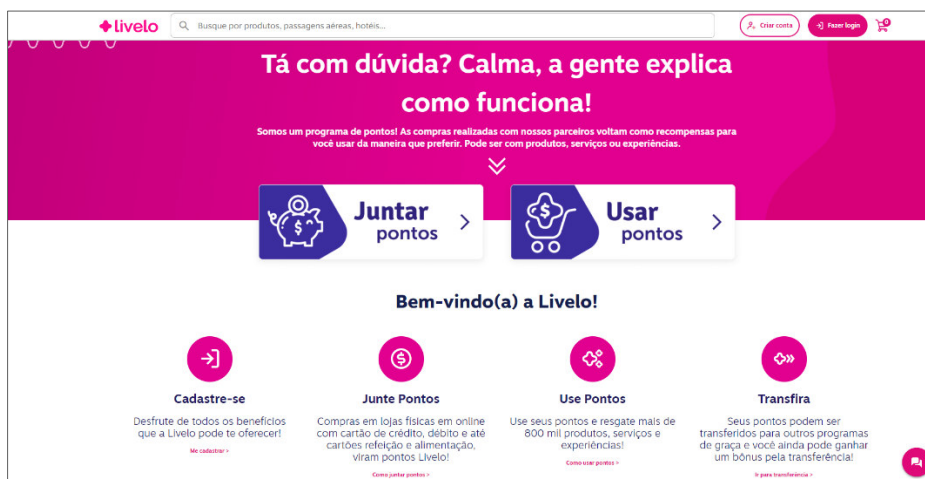 livelo
Busque por produtos, passagens aéreas, hotéis...
Criar conta
Fazer login
0
Tá com dúvida? Calma, a gente explica
como funciona!
Somos um programa de pontos! As compras realizadas com nossos parceiros voltam como recompensas para
você usar da maneira que preferir. Pode ser com produtos, serviços ou experiências.
Juntar
pontos
Usar
pontos
Bem-vindo(a) a Livelo!
Cadastre-se
Desfrute de todos os benefícios
que a Livelo pode te oferecer!
Me cadastrar >
Junte Pontos
Compras em lojas físicas em online
com cartão de crédito, débito e até
cartões refeição e alimentação,
viram pontos Livelo!
Como juntar pontos >
Use Pontos
Use seus pontos e resgate mais de
800 mil produtos, serviços e
experiências!
Como usar pontos >
Transfira
Seus pontos podem ser
transferidos para outros programas
de graça e você ainda pode ganhar
um bônus pela transferência!
Ir para transferência >